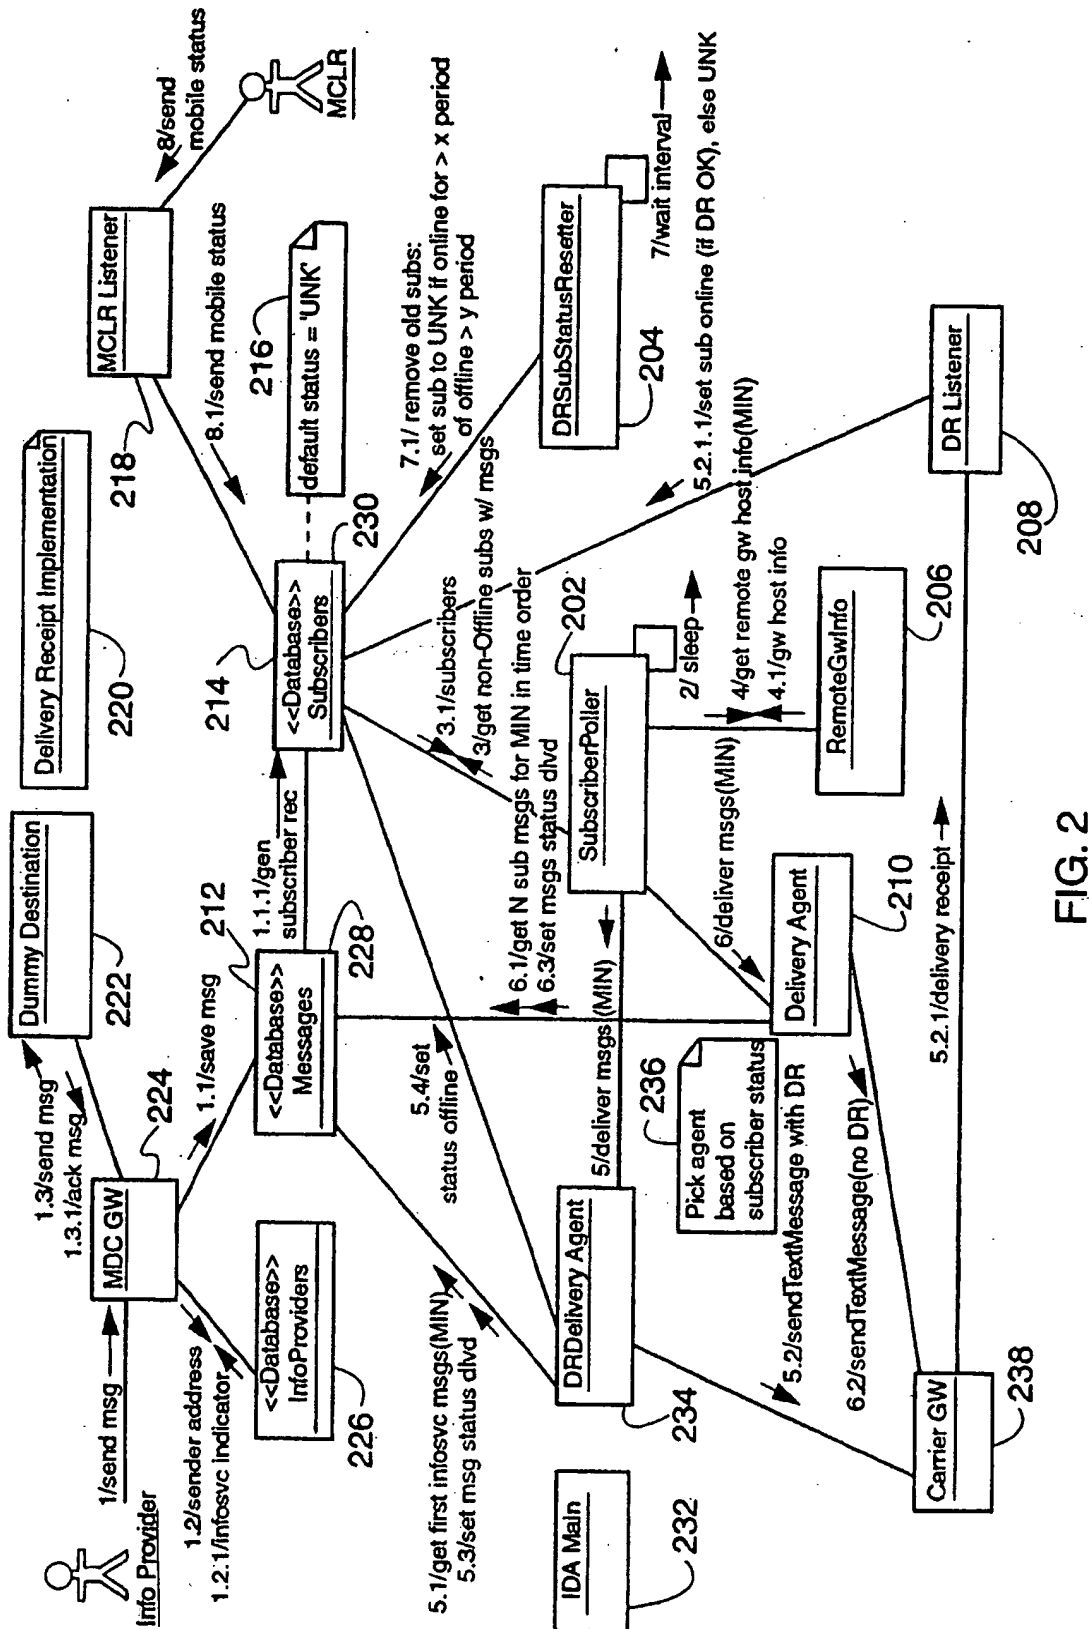 Info Provider
1/send msg
1.2/sender address
1.2.1/infosvc indicator
1.3/send msg
1.3.1/ack msg
MDC GW
224
Dummy Destination
222
Delivery Receipt Implementation
220
MCLR Listener
218
8/send
mobile status
MCLR
8.1/send mobile status
1.1/save msg
<<Database>>
InfoProviders
226
212
<<Database>>
Messages
228
1.1.1/gen
subscriber rec
214
<<Database>>
Subscribers
230
216
default status = 'UNK'
7.1/ remove old subs:
set sub to UNK if online for > x period
of offline > y period
5.1/get first infosvc msgs(MIN)
5.3/set msg status dlvd
5.4/set
status offline
3.1/subscribers
3/get non-Offline subs w/ msgs
6.1/get N sub msgs for MIN in time order
6.3/set msgs status dlvd
IDA Main
232
DRDelivery Agent
234
5/deliver msgs (MIN)
SubscriberPoller
202
2/ sleep
DRSubStatusResetter
204
7/wait interval
5.2.1.1/set sub online (if DR OK), else UNK
236
Pick agent
based on
subscriber status
6/deliver msgs(MIN)
4/get remote gw host info(MIN)
4.1/gw host info
5.2/sendTextMessage with DR
6.2/sendTextMessage(no DR)
Delivery Agent
210
RemoteGwInfo
206
Carrier GW
238
5.2.1/delivery receipt
DR Listener
208
FIG. 2